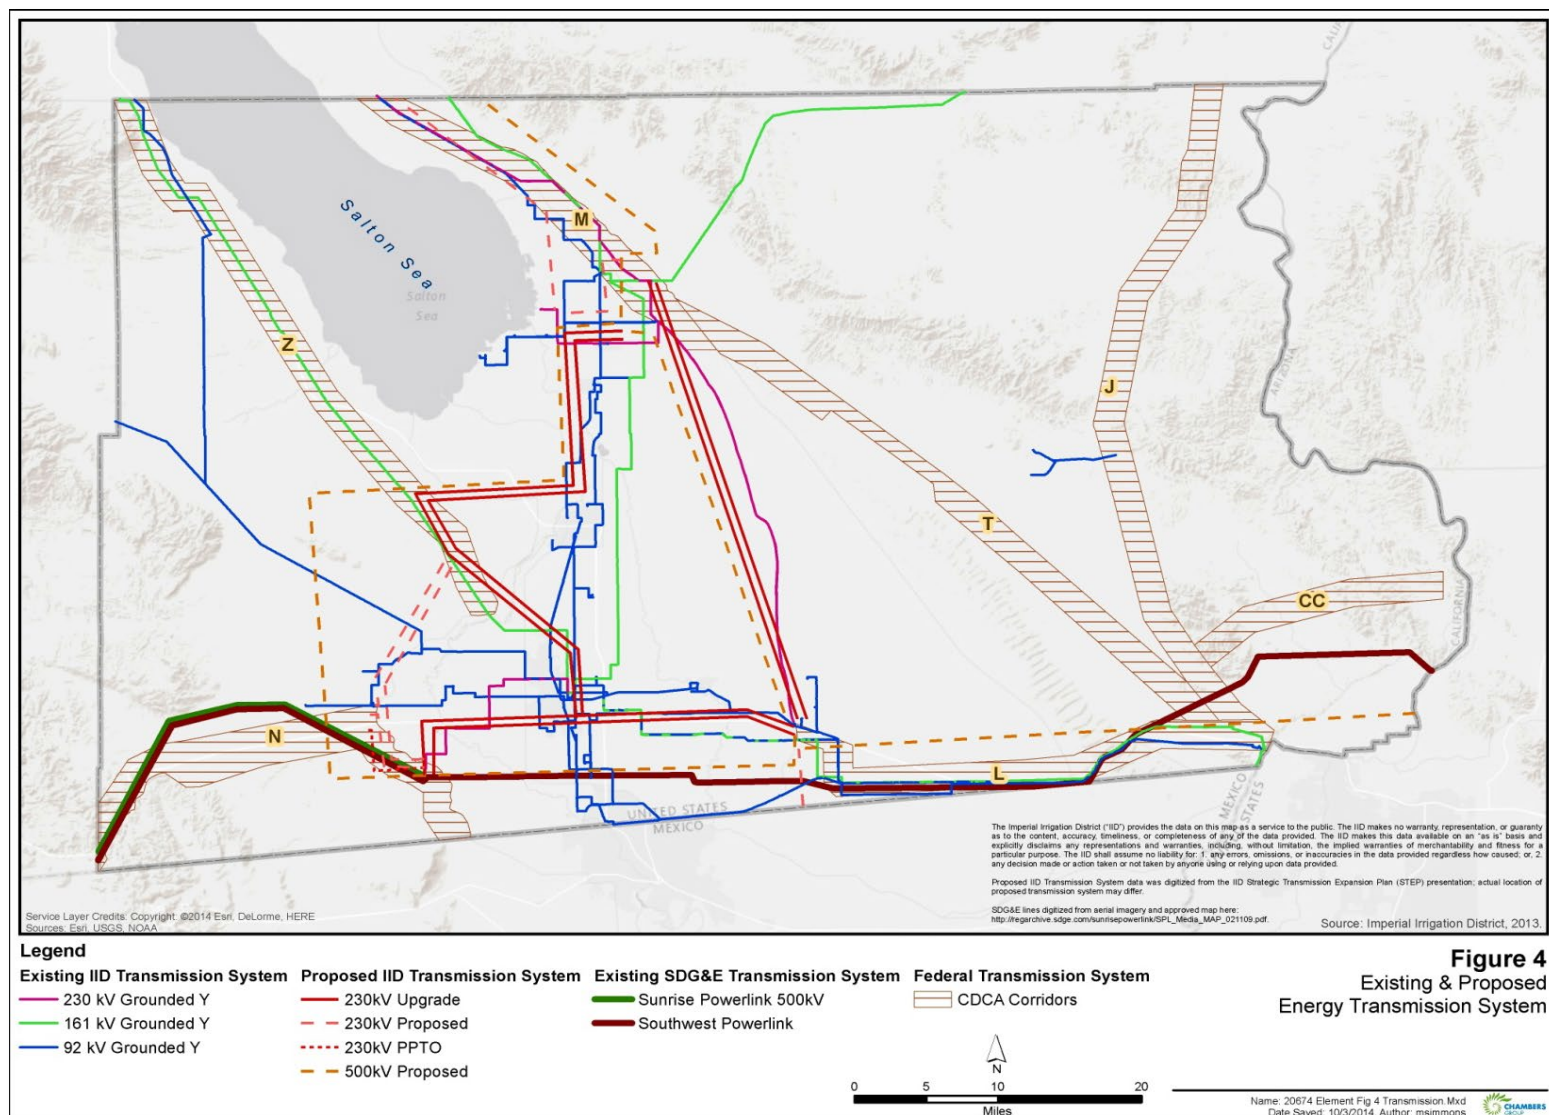 CALIF
Salton Sea
Salton
Sea
M
Z
J
ARIZONA
T
CC
CALIFORNIA
N
L
UNITED STATES
MEXICO
MEXICO
STATES
The Imperial Irrigation District ("IID") provides the data on this map as a service to the public. The IID makes no warranty, representation, or guaranty
as to the content, accuracy, timeliness, or completeness of any of the data provided. The IID makes this data available on an "as is" basis and
explicitly disclaims any representations and warranties, including, without limitation, the implied warranties of merchantability and fitness for a
particular purpose. The IID shall assume no liability for: 1. any errors, omissions, or inaccuracies in the data provided regardless how caused; or, 2.
any decision made or action taken or not taken by anyone using or relying upon data provided.
Proposed IID Transmission System data was digitized from the IID Strategic Transmission Expansion Plan (STEP) presentation; actual location of
proposed transmission system may differ.
SDG&E lines digitized from aerial imagery and approved map here:
http://regarchive.sdge.com/sunrisepowerlink/SPL_Media_MAP_021109.pdf.
Service Layer Credits: Copyright: ©2014 Esri, DeLorme, HERE
Sources: Esri, USGS, NOAA
Source: Imperial Irrigation District, 2013.
Legend
Existing IID Transmission System
230 kV Grounded Y
161 kV Grounded Y
92 kV Grounded Y
Proposed IID Transmission System
230kV Upgrade
230kV Proposed
230kV PPTO
500kV Proposed
Existing SDG&E Transmission System
Sunrise Powerlink 500kV
Southwest Powerlink
Federal Transmission System
CDCA Corridors
Figure 4
Existing & Proposed
Energy Transmission System
N
0 5 10 20
Miles
Name: 20674 Element Fig 4 Transmission.Mxd
Date Saved: 10/3/2014 Author: msimmons
CHAMBERS
GROUP